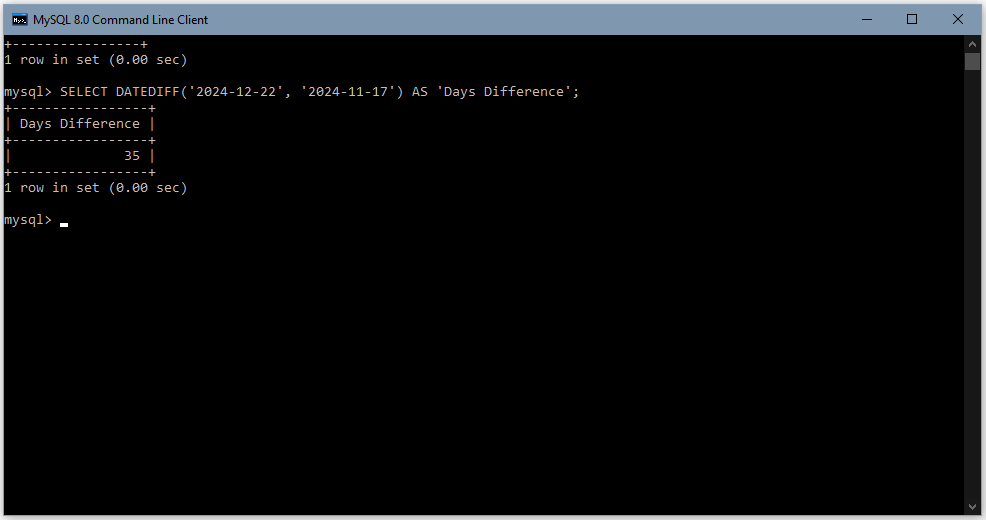 MySQL 8.0 Command Line Client
+----------------+
1 row in set (0.00 sec)
mysql> SELECT DATEDIFF('2024-12-22', '2024-11-17') AS 'Days Difference';
+-----------------+
| Days Difference |
+-----------------+
|              35 |
+-----------------+
1 row in set (0.00 sec)
mysql>